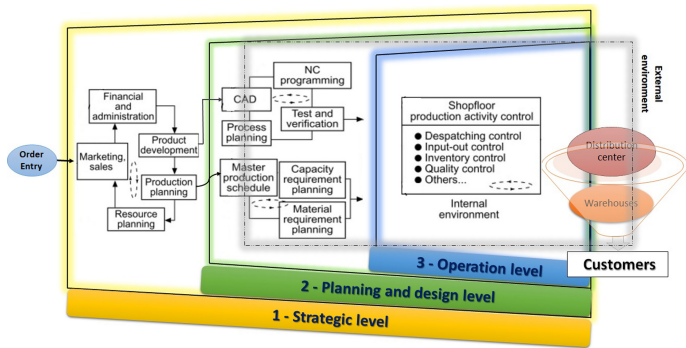 Order
Entry
Financial and
administration
Marketing,
sales
Product
development
Production
planning
Resource
planning
NC
programming
CAD
Test and
verification
Process planning
Master
production
schedule
Capacity
requirement
planning
Material
requirement
planning
Shopfloor
production activity control
● Despatching control
● Input-out control
● Inventory control
● Quality control
● Others...
Internal
environment
External
environment
Distribution
center
Warehouses
Customers
3 - Operation level
2 - Planning and design level
1 - Strategic level